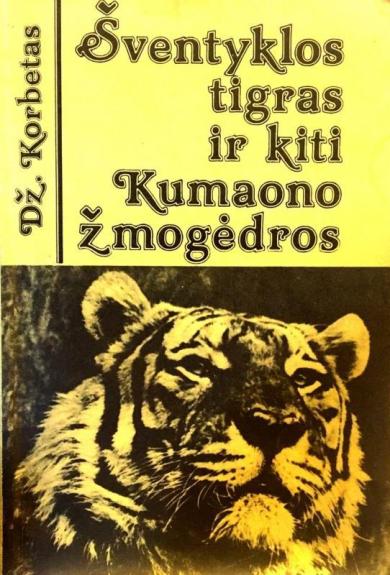 Dž. Korbetas
Šventyklos
tigras
ir kiti
Kumaono
žmogėdros